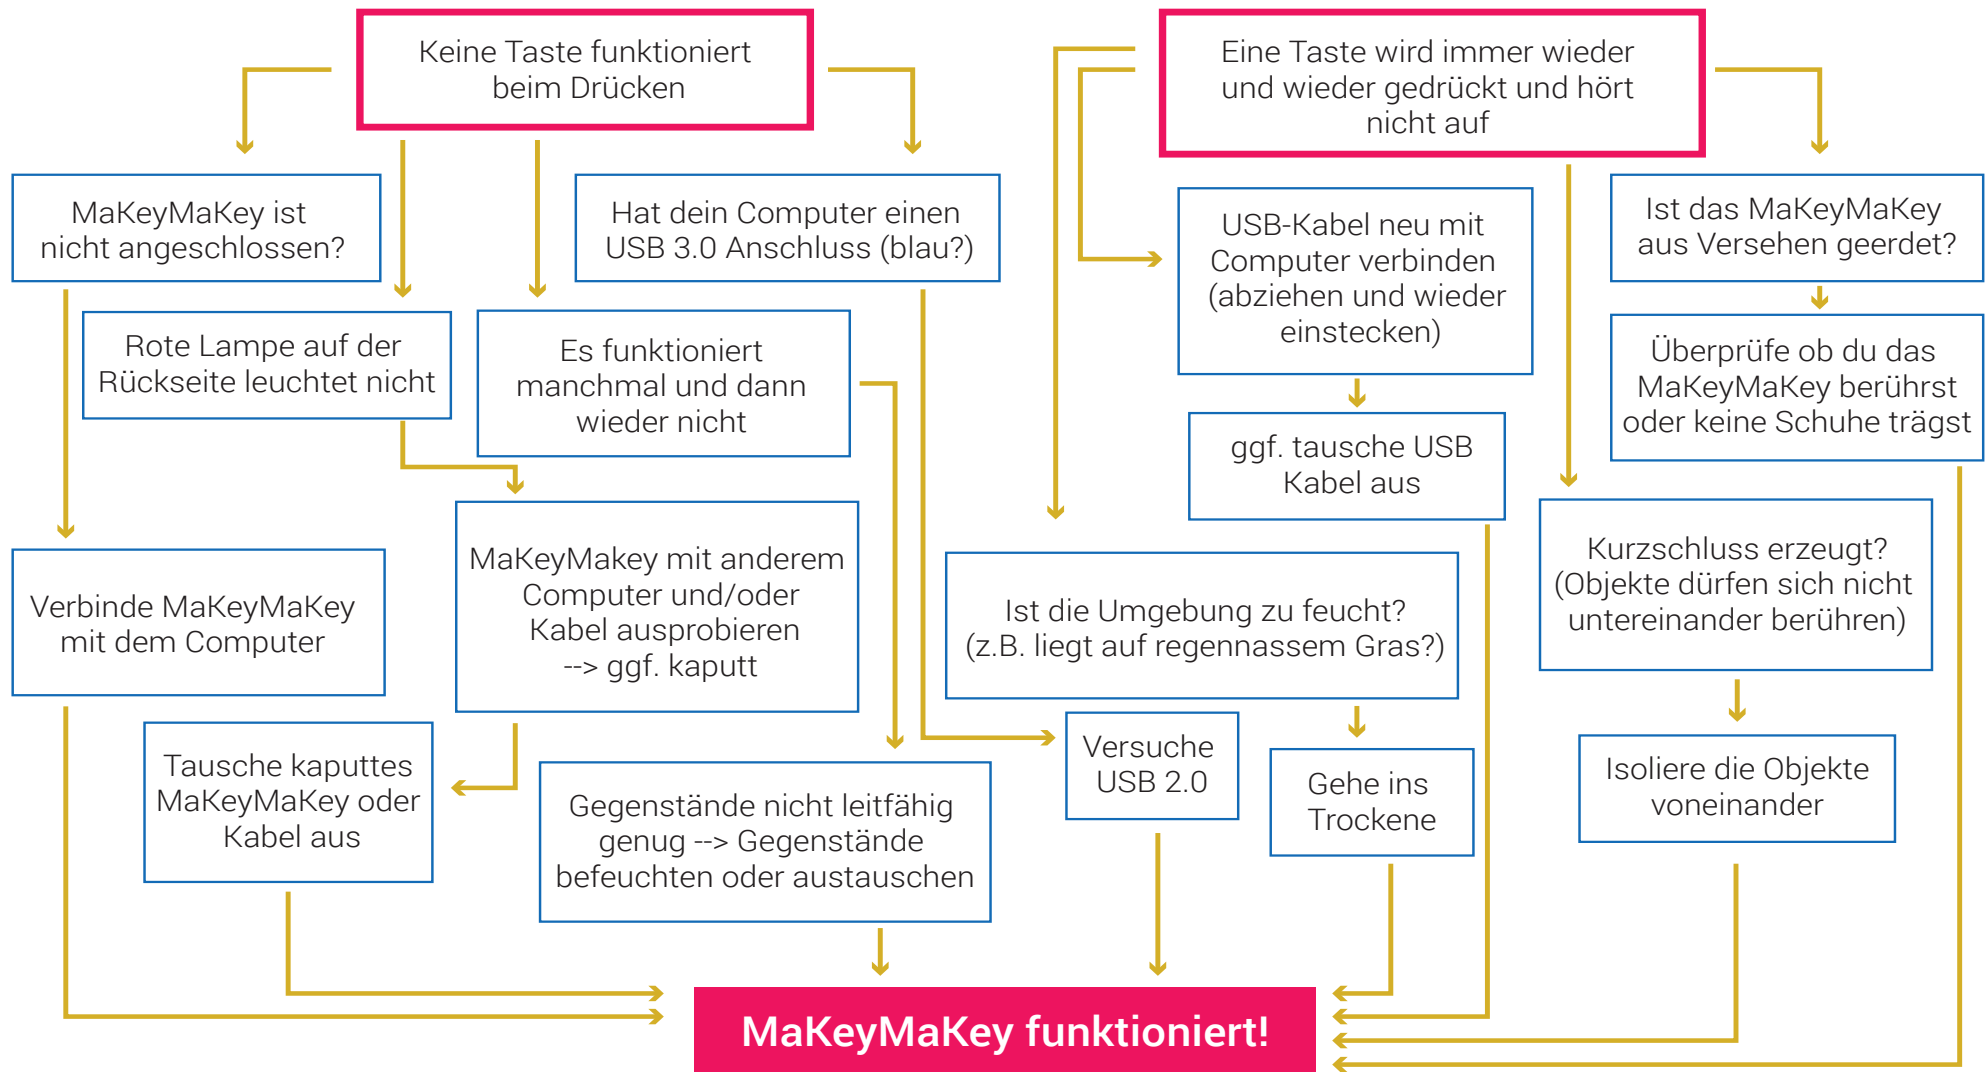 Keine Taste funktioniert
beim Drücken
Eine Taste wird immer wieder
und wieder gedrückt und hört
nicht auf
MaKeyMaKey ist
nicht angeschlossen?
Hat dein Computer einen
USB 3.0 Anschluss (blau?)
USB-Kabel neu mit
Computer verbinden
(abziehen und wieder
einstecken)
Ist das MaKeyMaKey
aus Versehen geerdet?
Rote Lampe auf der
Rückseite leuchtet nicht
Es funktioniert
manchmal und dann
wieder nicht
Überprüfe ob du das
MaKeyMaKey berührst
oder keine Schuhe trägst
ggf. tausche USB
Kabel aus
MaKeyMakey mit anderem
Computer und/oder
Kabel ausprobieren
--> ggf. kaputt
Kurzschluss erzeugt?
(Objekte dürfen sich nicht
untereinander berühren)
Verbinde MaKeyMaKey
mit dem Computer
Ist die Umgebung zu feucht?
(z.B. liegt auf regennassem Gras?)
Tausche kaputtes
MaKeyMaKey oder
Kabel aus
Gegenstände nicht leitfähig
genug --> Gegenstände
befeuchten oder austauschen
Versuche
USB 2.0
Gehe ins
Trockene
Isoliere die Objekte
voneinander
MaKeyMaKey funktioniert!